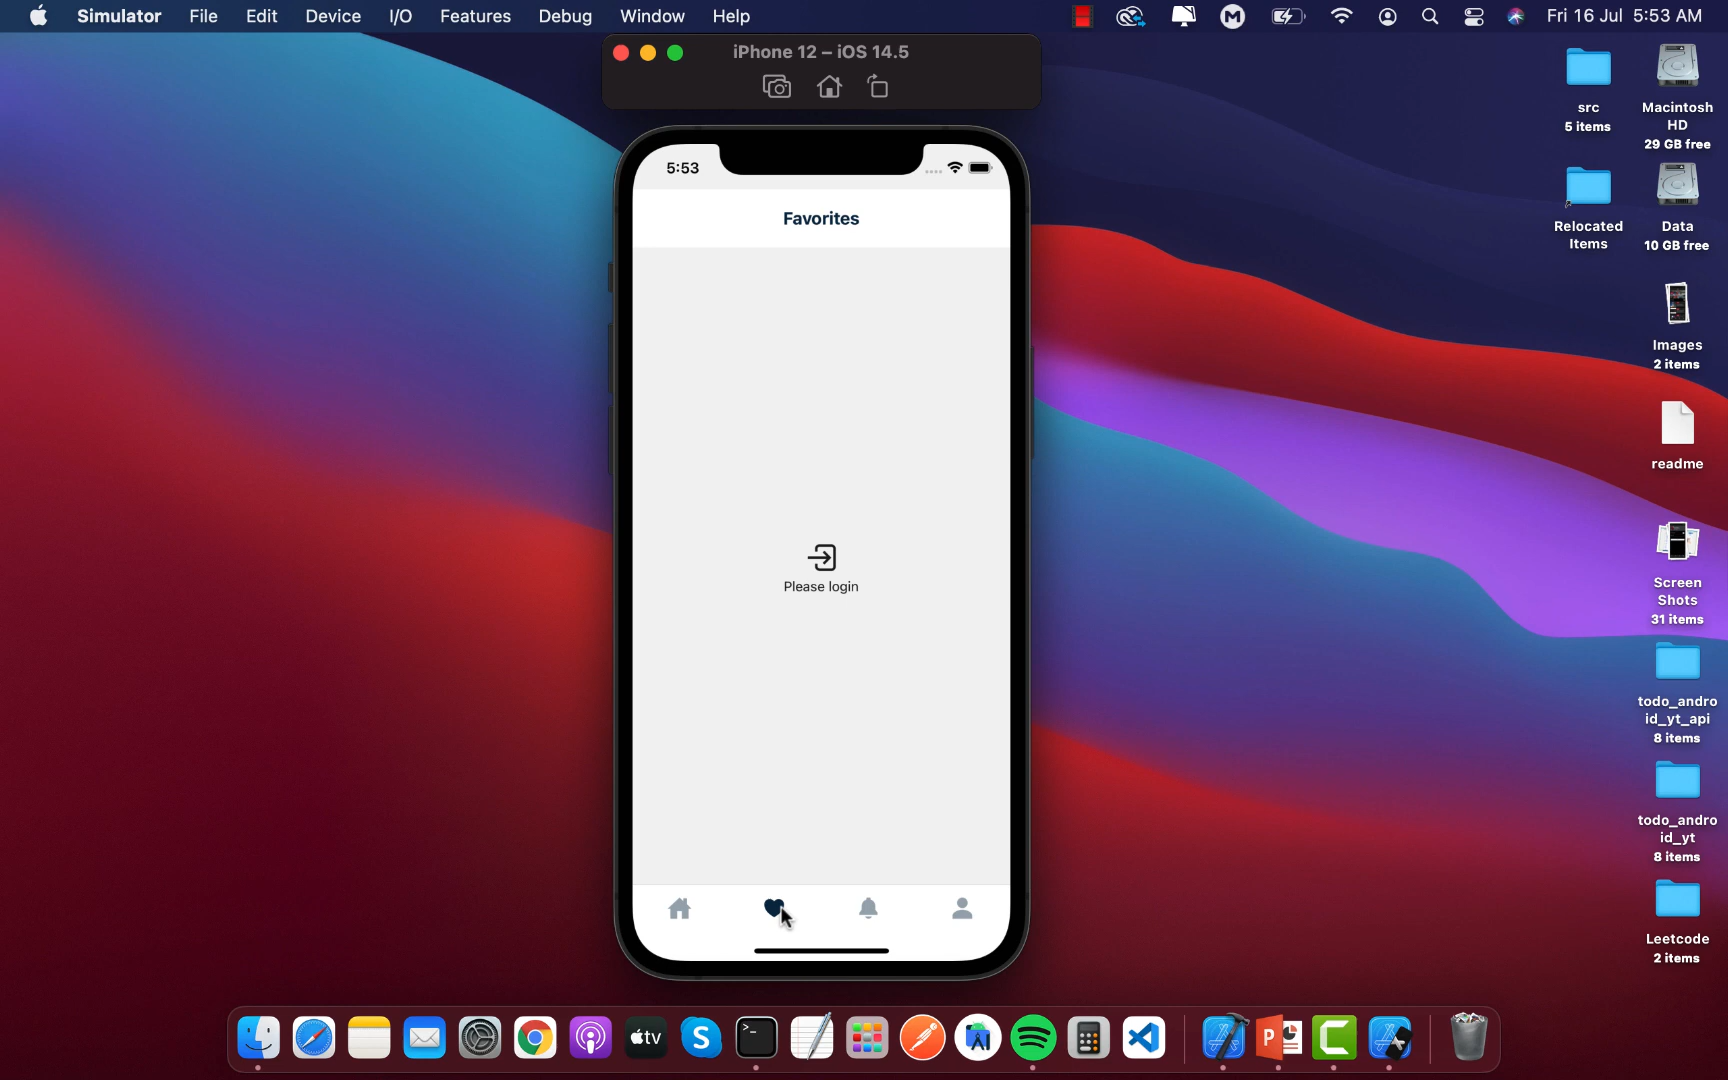 Simulator File Edit Device I/O Features Debug Window Help
Fri 16 Jul 5:53 AM
iPhone 12 – iOS 14.5
5:53
Favorites
Please login
src
5 items
Macintosh
HD
29 GB free
Relocated
Items
Data
10 GB free
Images
2 items
readme
Screen
Shots
31 items
todo_andro
id_yt_api
8 items
todo_andro
id_yt
8 items
Leetcode
2 items
tv